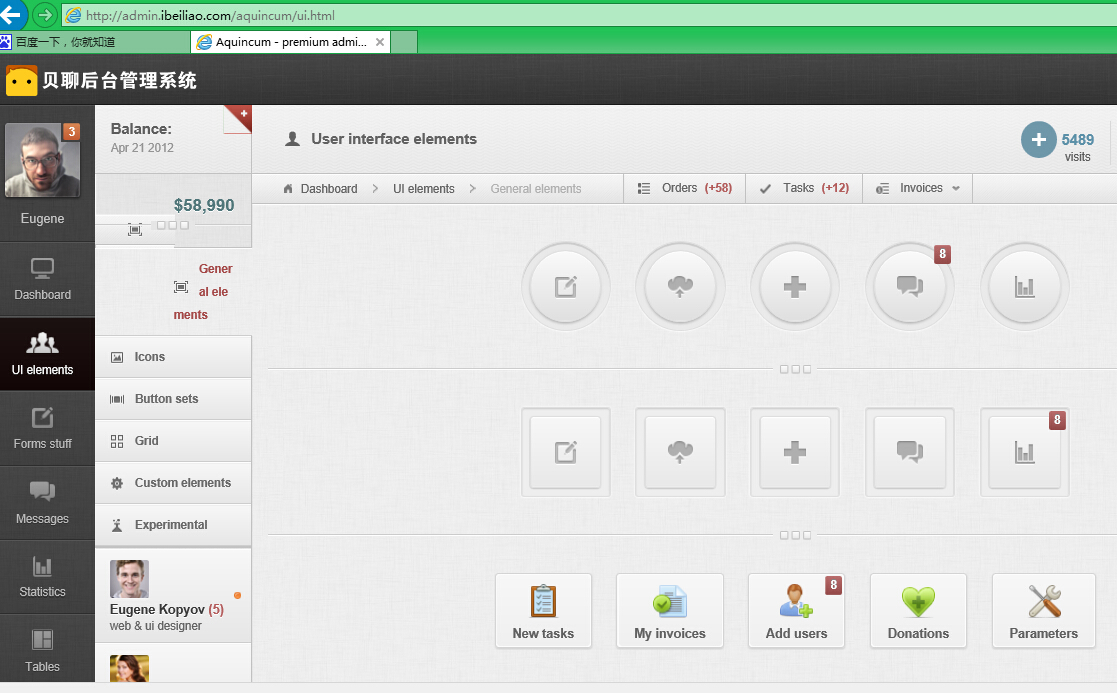 http://admin.ibeiliao.com/aquincum/ui.html
百度一下，你就知道
Aquincum - premium admi...
贝聊后台管理系统
3
Eugene
Dashboard
UI elements
Forms stuff
Messages
Statistics
Tables
Balance:
Apr 21 2012
+
$58,990
Gener
al ele
ments
Icons
Button sets
Grid
Custom elements
Experimental
Eugene Kopyov (5)
web & ui designer
User interface elements
5489
visits
Dashboard
UI elements
General elements
Orders (+58)
Tasks (+12)
Invoices
8
8
8
New tasks
My invoices
Add users
Donations
Parameters